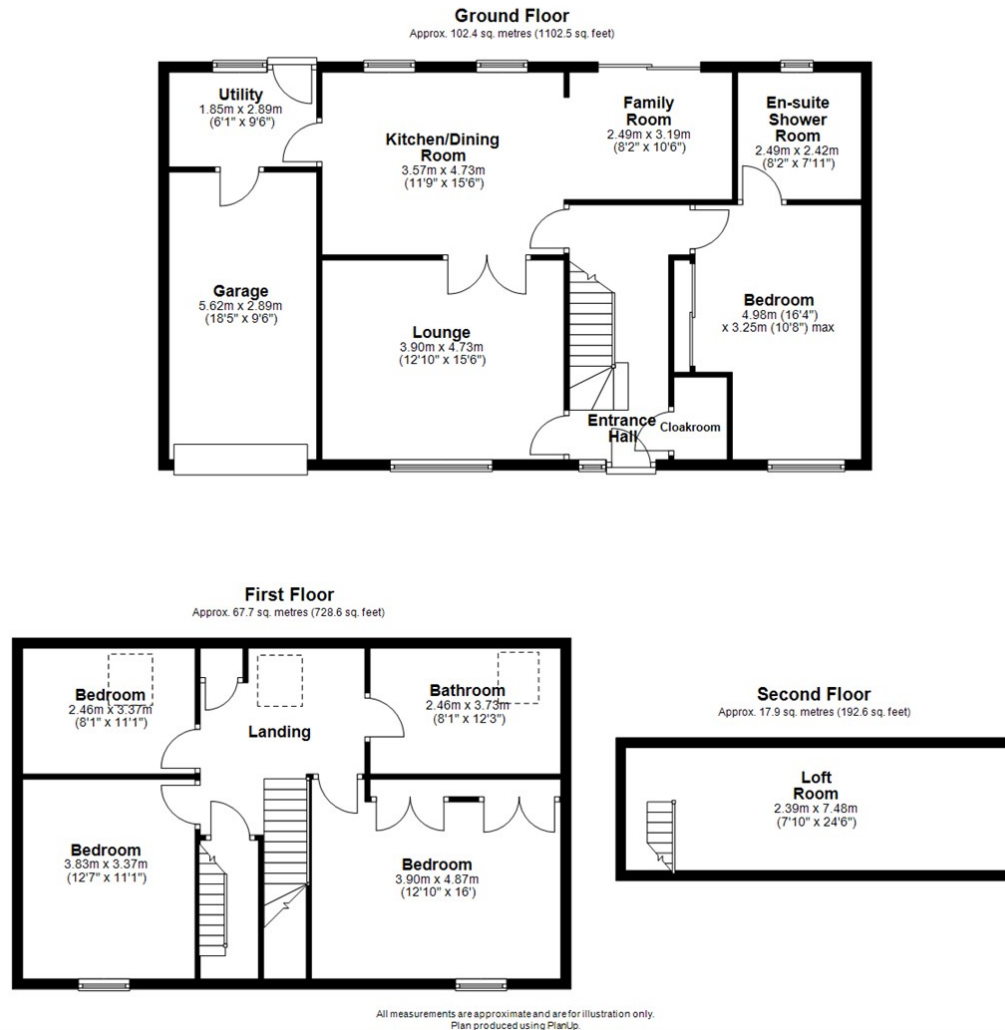 Ground Floor
Approx. 102.4 sq. metres (1102.5 sq. feet)
Utility
1.85m x 2.89m
(6'1" x 9'6")
Kitchen/Dining
Room
3.57m x 4.73m
(11'9" x 15'6")
Family
Room
2.49m x 3.19m
(8'2" x 10'6")
En-suite
Shower
Room
2.49m x 2.42m
(8'2" x 7'11")
Garage
5.62m x 2.89m
(18'5" x 9'6")
Lounge
3.90m x 4.73m
(12'10" x 15'6")
Bedroom
4.98m (16'4")
x 3.25m (10'8") max
Entrance
Hall
Cloakroom
First Floor
Approx. 67.7 sq. metres (728.6 sq. feet)
Bedroom
2.46m x 3.37m
(8'1" x 11'1")
Landing
Bathroom
2.46m x 3.73m
(8'1" x 12'3")
Bedroom
3.83m x 3.37m
(12'7" x 11'1")
Bedroom
3.90m x 4.87m
(12'10" x 16')
Second Floor
Approx. 17.9 sq. metres (192.6 sq. feet)
Loft
Room
2.39m x 7.48m
(7'10" x 24'6")
All measurements are approximate and are for illustration only.
Plan produced using PlanUp.